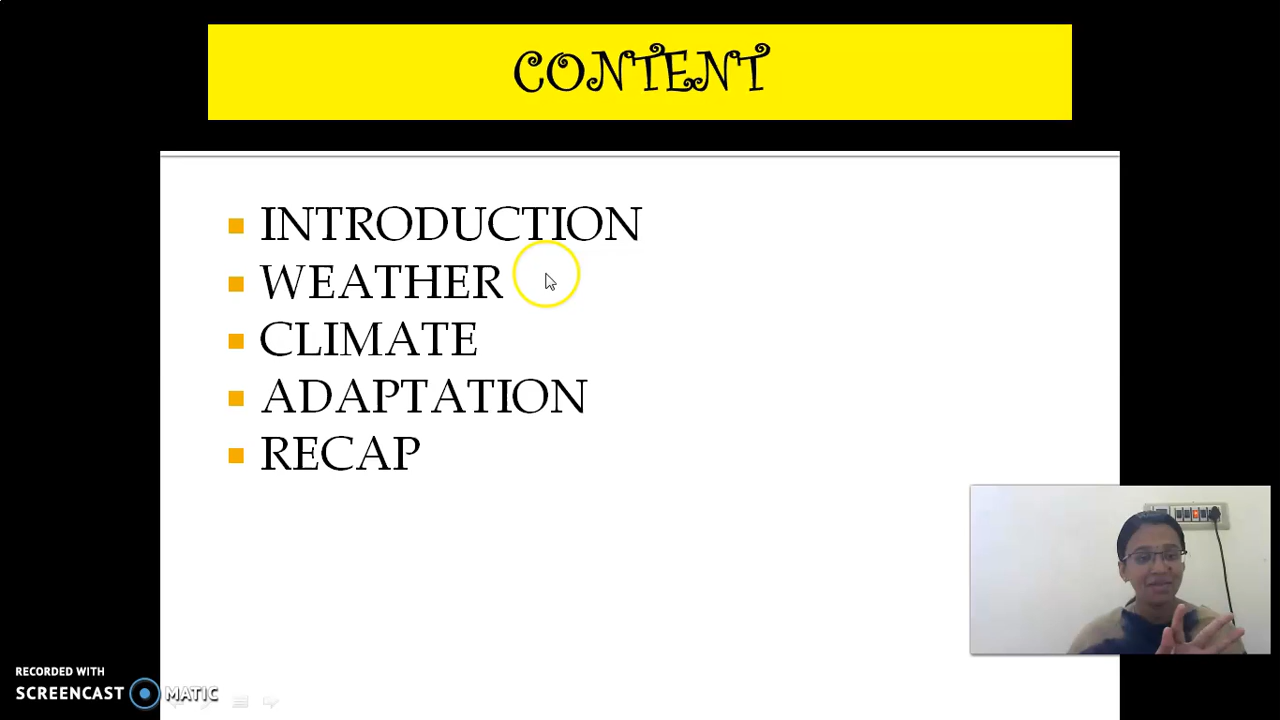 CONTENT
INTRODUCTION
WEATHER
CLIMATE
ADAPTATION
RECAP
RECORDED WITH
SCREENCAST MATIC